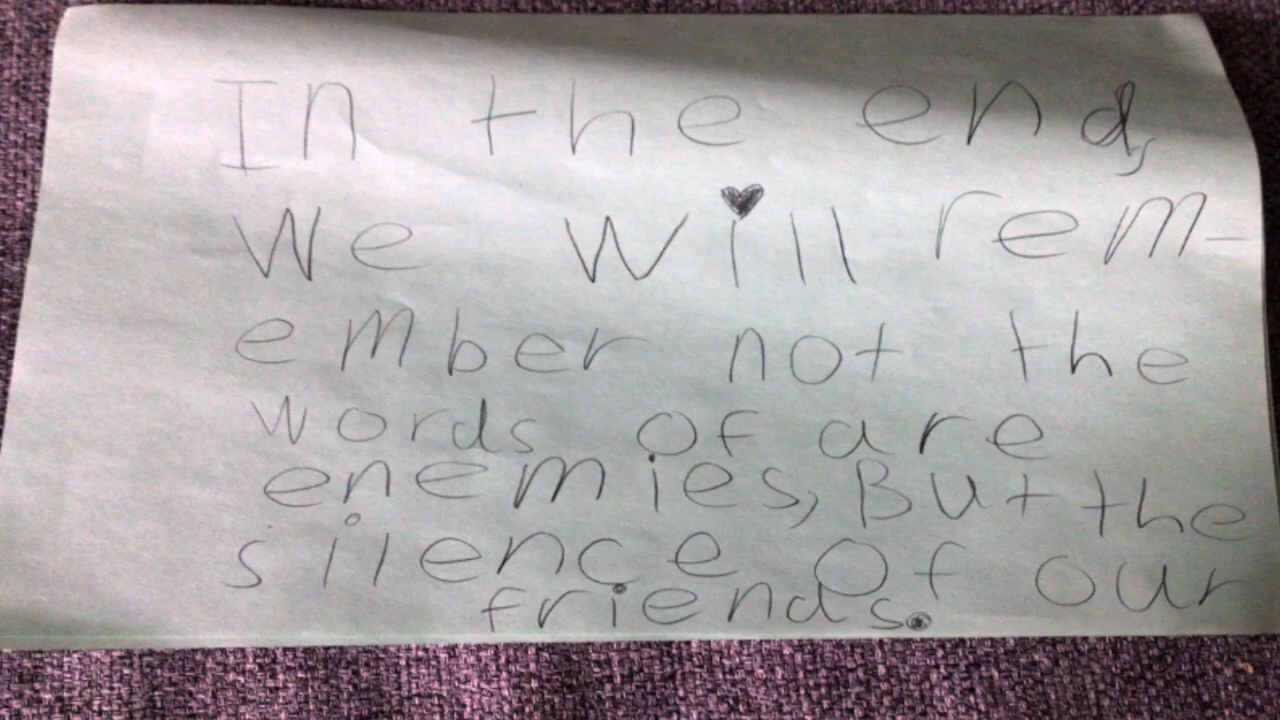 In the end,
We will rem-
ember not the
words of are
enemies, But the
silence of our
friends.